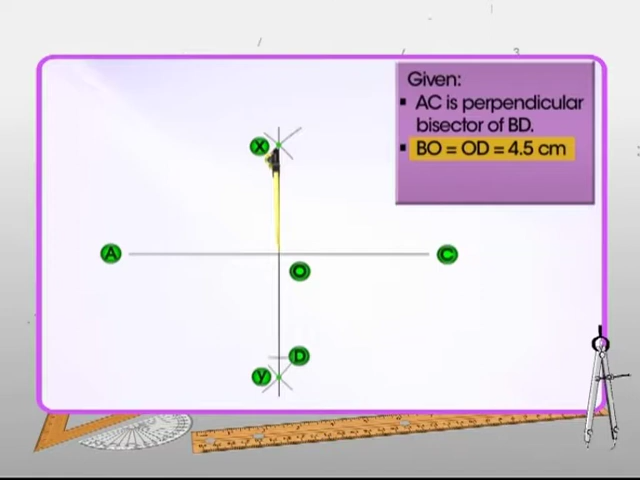 Given:
▪ AC is perpendicular
bisector of BD.
▪ BO = OD = 4.5 cm
X
A
C
O
D
y